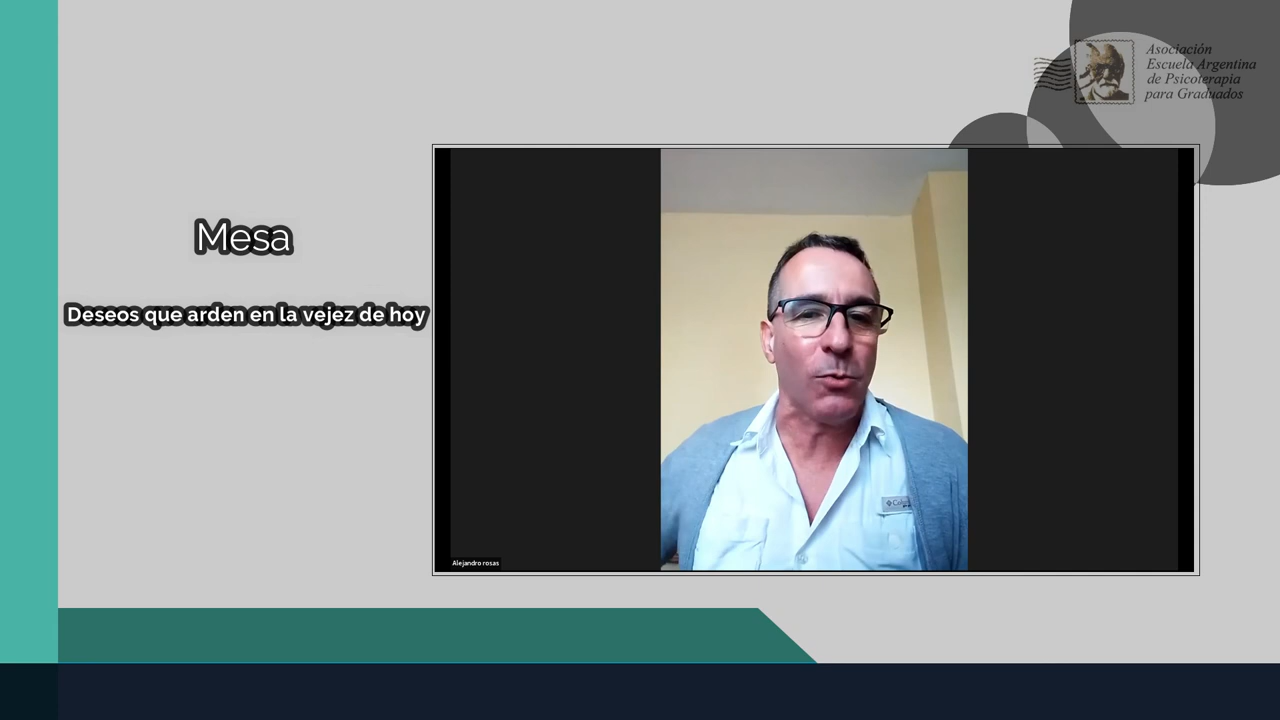 Asociación
Escuela Argentina
de Psicoterapia
para Graduados
Mesa
Deseos que arden en la vejez de hoy
Alejandro rosas